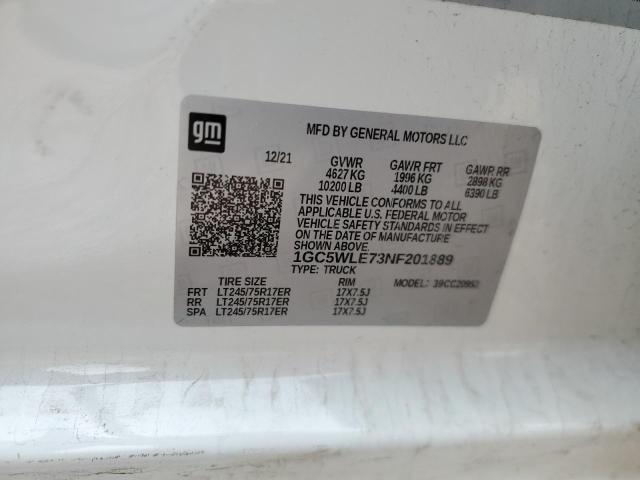 gm
MFD BY GENERAL MOTORS LLC
12/21 GVWR GAWR FRT GAWR RR
4627 KG 1996 KG 2898 KG
10200 LB 4400 LB 6390 LB
THIS VEHICLE CONFORMS TO ALL
APPLICABLE U.S. FEDERAL MOTOR
VEHICLE SAFETY STANDARDS IN EFFECT
ON THE DATE OF MANUFACTURE
SHOWN ABOVE.
1GC5WLE73NF201889
TYPE: TRUCK MODEL:
TIRE SIZE RIM
FRT LT245/75R17ER 17X7.5J
RR LT245/75R17ER 17X7.5J
SPA LT245/75R17ER 17X7.5J